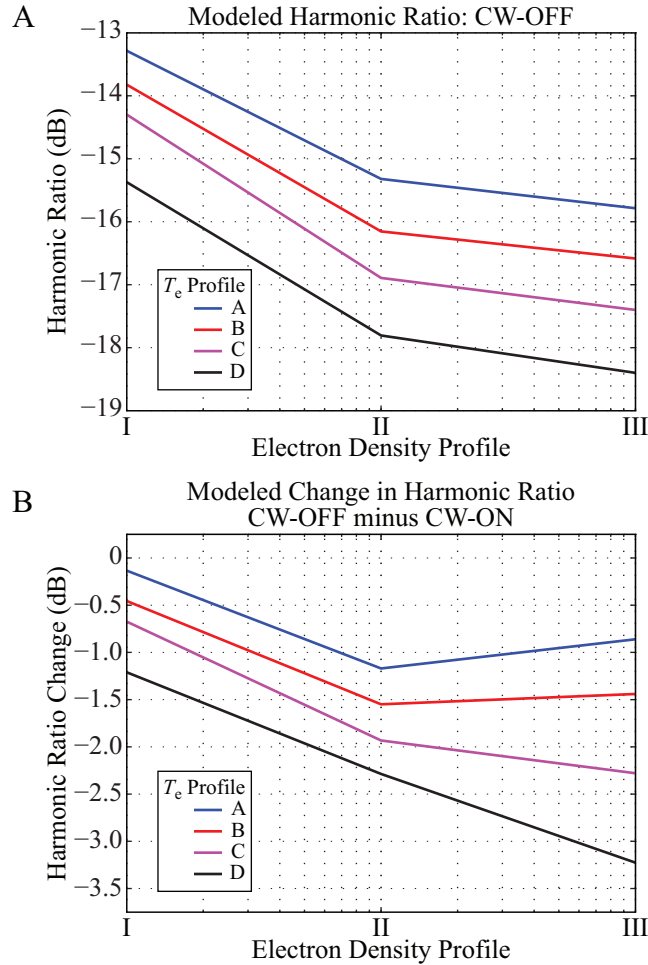 A
Modeled Harmonic Ratio: CW-OFF
Harmonic Ratio (dB)
−13
−14
−15
−16
−17
−18
−19
Te Profile
A
B
C
D
I II III
Electron Density Profile
B
Modeled Change in Harmonic Ratio
CW-OFF minus CW-ON
Harmonic Ratio Change (dB)
0
−0.5
−1.0
−1.5
−2.0
−2.5
−3.0
−3.5
Te Profile
A
B
C
D
I II III
Electron Density Profile